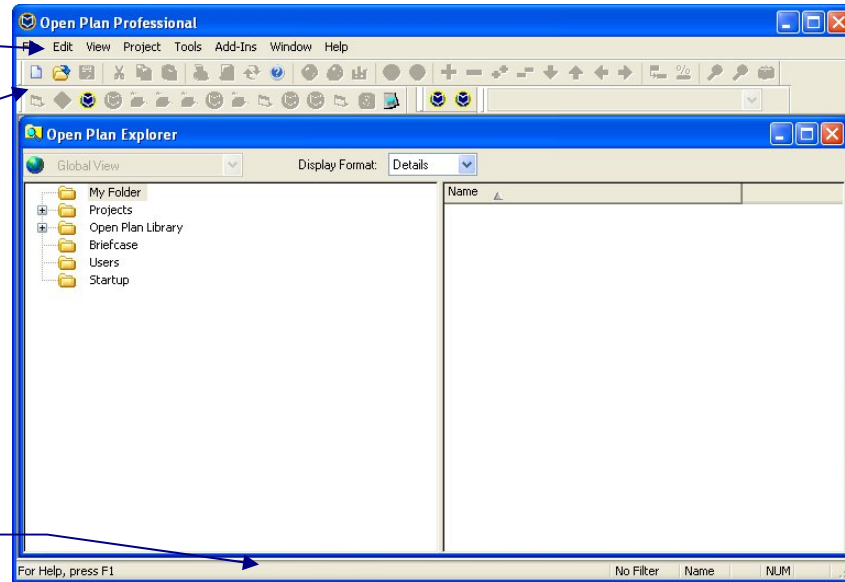 Open Plan Professional
F Edit View Project Tools Add-Ins Window Help
Open Plan Explorer
Global View Display Format: Details
My Folder
Name
Projects
Open Plan Library
Briefcase
Users
Startup
For Help, press F1 No Filter Name NUM